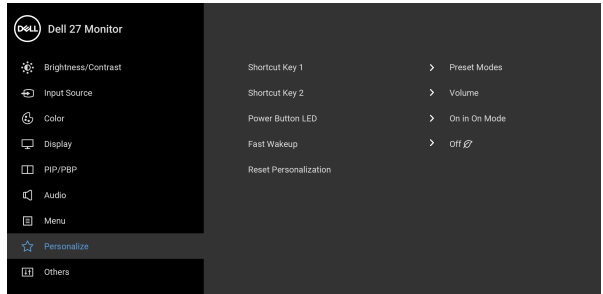 DELL Dell 27 Monitor
Brightness/Contrast Shortcut Key 1 Preset Modes
Input Source Shortcut Key 2 Volume
Color Power Button LED On in On Mode
Display Fast Wakeup Off
PIP/PBP Reset Personalization
Audio
Menu
Personalize
Others